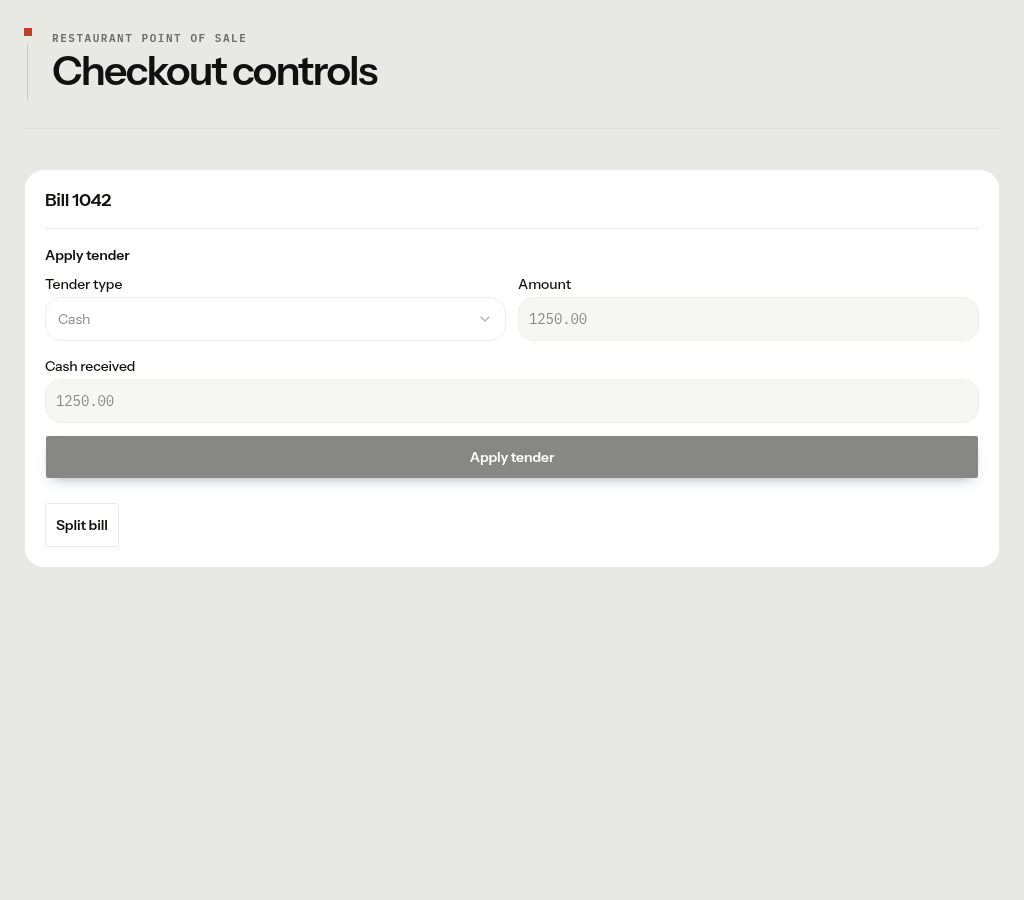 RESTAURANT POINT OF SALE
Checkout controls
Bill 1042
Apply tender
Tender type
Amount
Cash
1250.00
Cash received
1250.00
Apply tender
Split bill